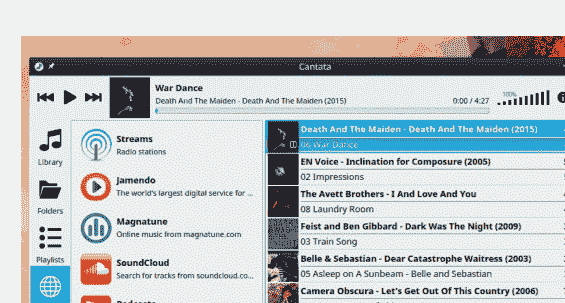 Cantata
War Dance
Death And The Maiden - Death And The Maiden (2015)
0:00 / 4:27
100%
Library
Folders
Playlists
Streams
Radio stations
Jamendo
The world's largest digital service for ...
Magnatune
Online music from magnatune.com
SoundCloud
Search for tracks from soundcloud.co...
Death And The Maiden - Death And The Maiden (2015)
06 War Dance
EN Voice - Inclination for Composure (2005)
02 Impressions
The Avett Brothers - I And Love And You
08 Laundry Room
Feist and Ben Gibbard - Dark Was The Night (2009)
03 Train Song
Belle & Sebastian - Dear Catastrophe Waitress (2003)
05 Asleep on A Sunbeam - Belle and Sebastian
Camera Obscura - Let's Get Out Of This Country (2006)